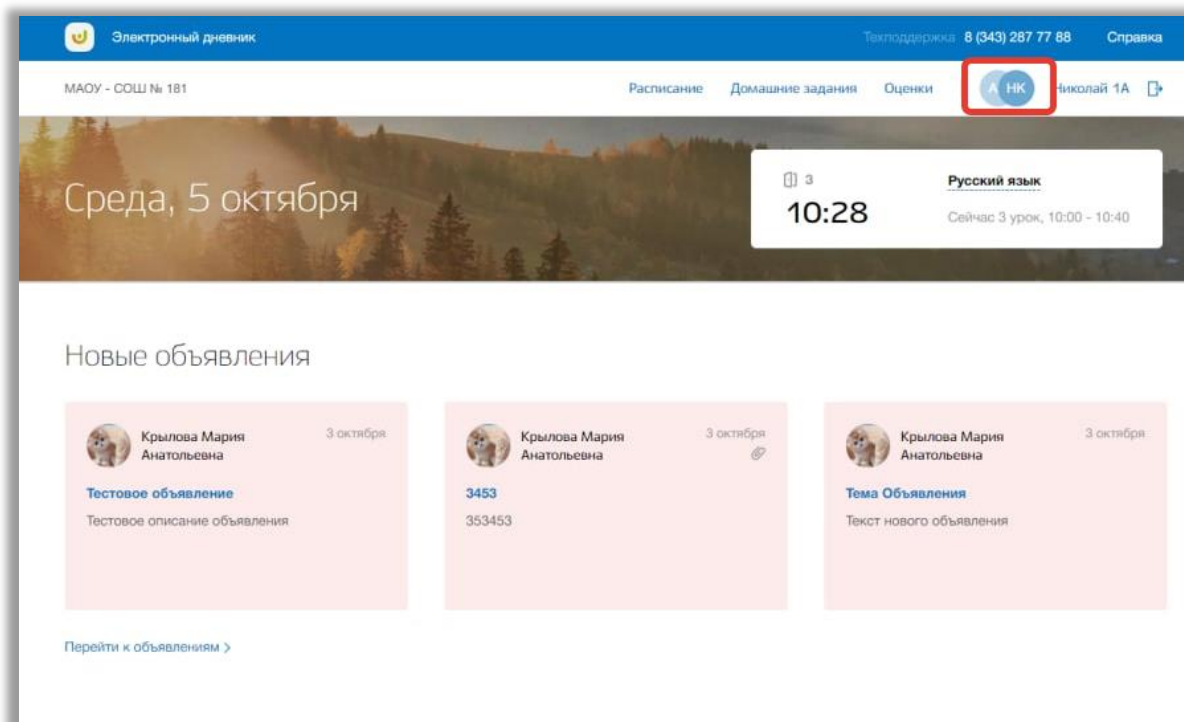 Электронный дневник
Техподдержка 8 (343) 287 77 88 Справка
МАОУ - СОШ № 181
Расписание Домашние задания Оценки А НК Николай 1А
Среда, 5 октября
3 Русский язык
10:28 Сейчас 3 урок, 10:00 - 10:40
Новые объявления
Крылова Мария 3 октября
Анатольевна
Тестовое объявление
Тестовое описание объявления
Крылова Мария 3 октября
Анатольевна
3453
353453
Крылова Мария 3 октября
Анатольевна
Тема Объявления
Текст нового объявления
Перейти к объявлениям >